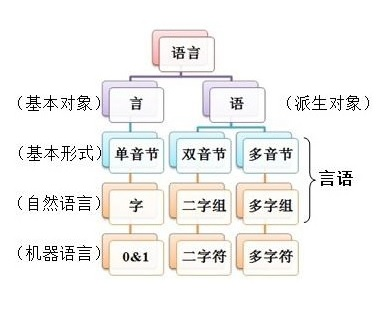 语言
（基本对象） 言 语 （派生对象）
（基本形式） 单音节 双音节 多音节
言语
（自然语言） 字 二字组 多字组
（机器语言） 0&1 二字符 多字符